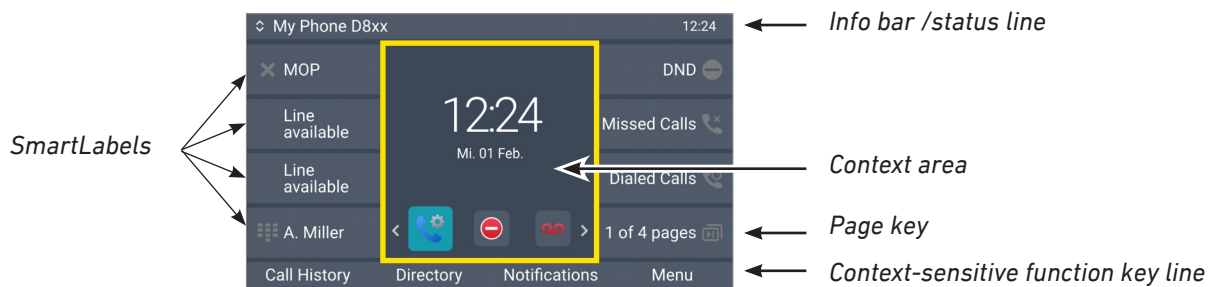 My Phone D8xx 12:24 Info bar /status line
MOP DND
Line
available
12:24
Missed Calls
SmartLabels
Mi. 01 Feb.
Line
available
Dialed Calls
Context area
A. Miller 1 of 4 pages Page key
Call History Directory Notifications Menu Context-sensitive function key line